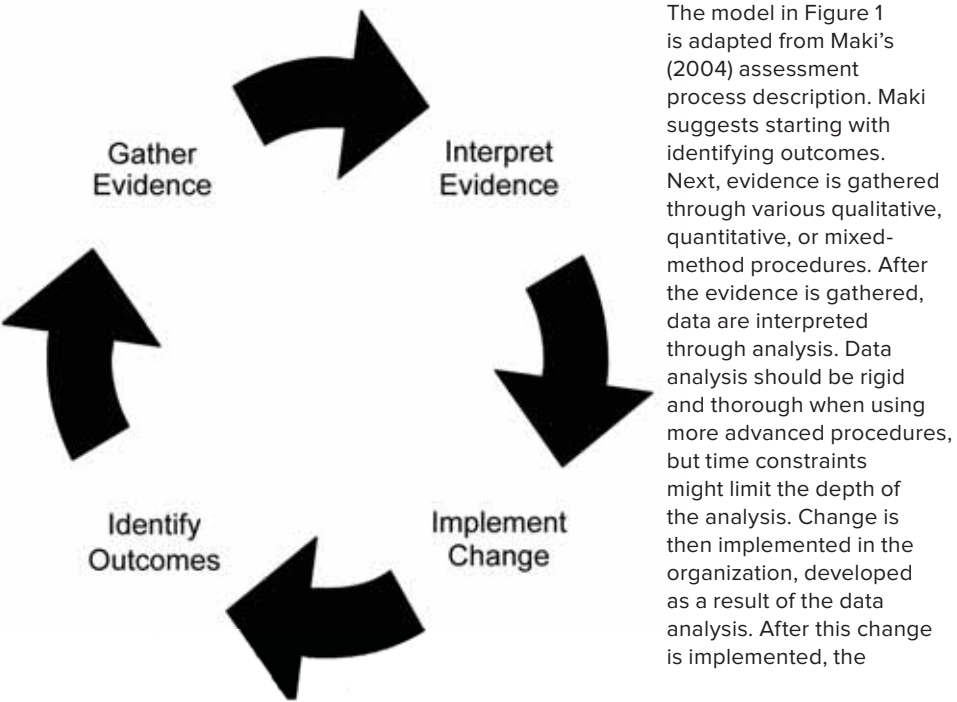 Gather
Evidence
Interpret
Evidence
Identify
Outcomes
Implement
Change
The model in Figure 1
is adapted from Maki’s
(2004) assessment
process description. Maki
suggests starting with
identifying outcomes.
Next, evidence is gathered
through various qualitative,
quantitative, or mixed-
method procedures. After
the evidence is gathered,
data are interpreted
through analysis. Data
analysis should be rigid
and thorough when using
more advanced procedures,
but time constraints
might limit the depth of
the analysis. Change is
then implemented in the
organization, developed
as a result of the data
analysis. After this change
is implemented, the